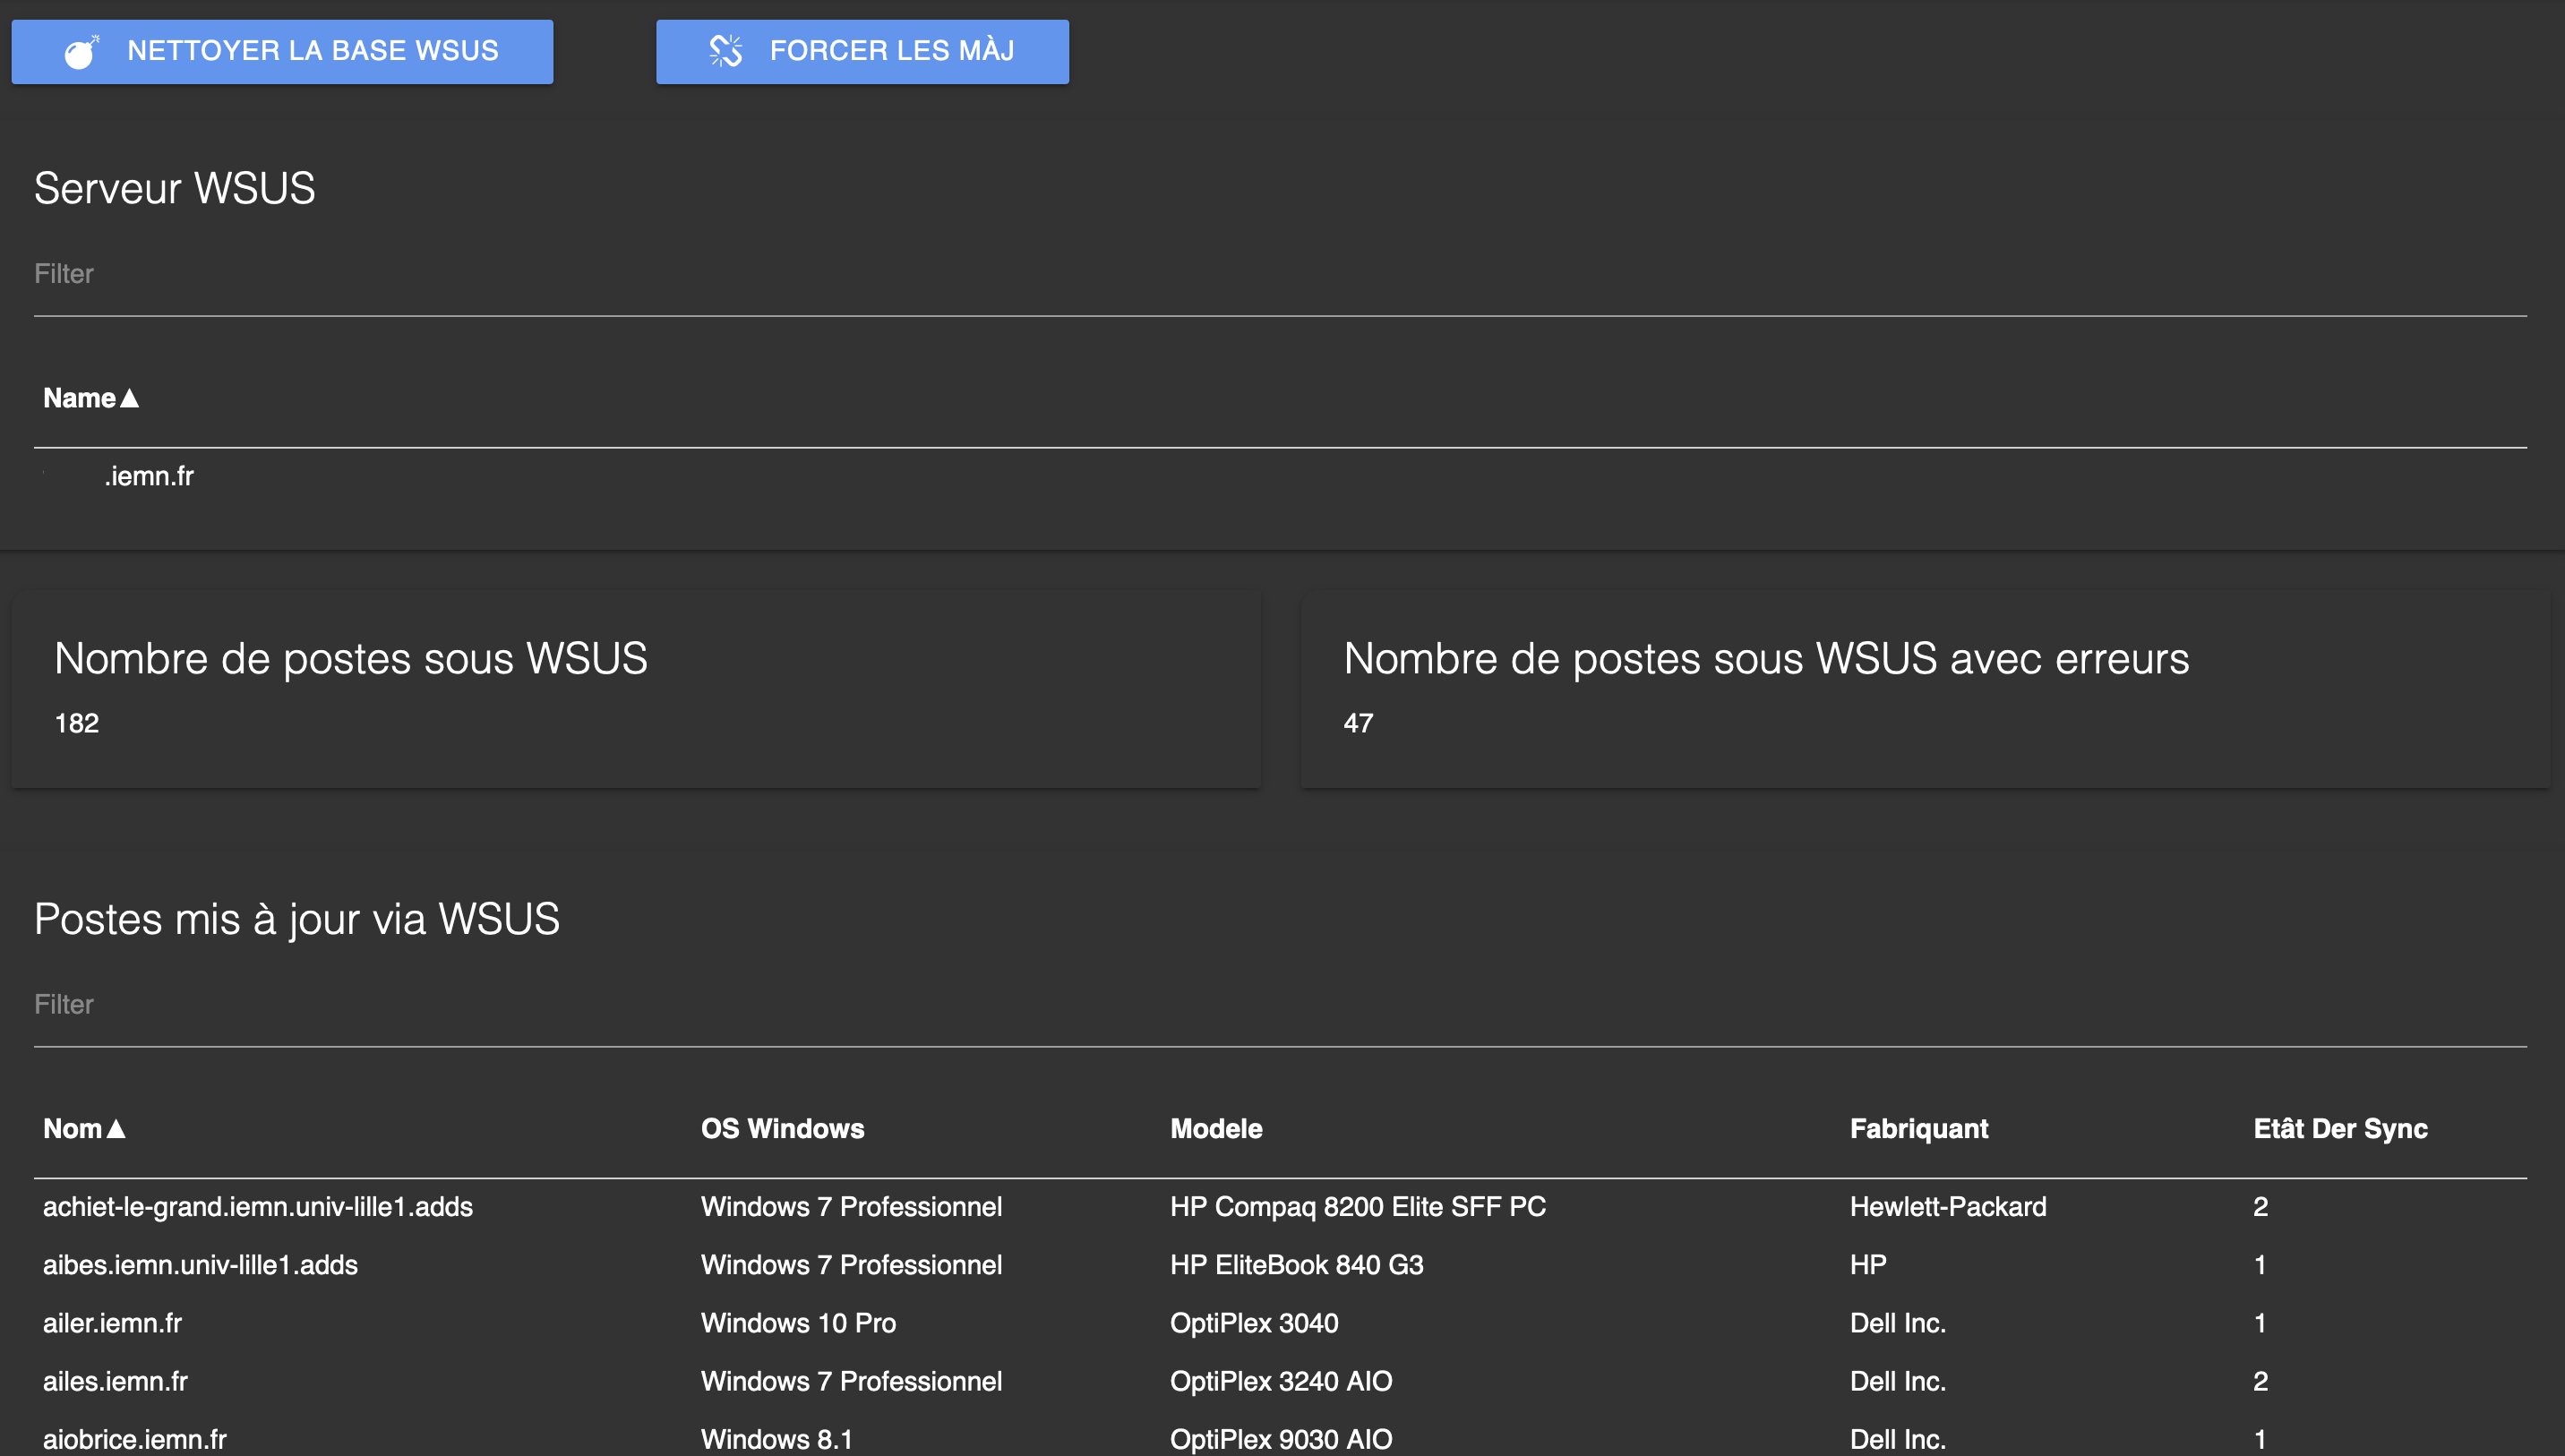 NETTOYER LA BASE WSUS FORCER LES MÀJ
Serveur WSUS
Filter
Name▲
.iemn.fr
Nombre de postes sous WSUS Nombre de postes sous WSUS avec erreurs
182 47
Postes mis à jour via WSUS
Filter
Nom▲ OS Windows Modele Fabriquant Etât Der Sync
achiet-le-grand.iemn.univ-lille1.adds Windows 7 Professionnel HP Compaq 8200 Elite SFF PC Hewlett-Packard 2
aibes.iemn.univ-lille1.adds Windows 7 Professionnel HP EliteBook 840 G3 HP 1
ailer.iemn.fr Windows 10 Pro OptiPlex 3040 Dell Inc. 1
ailes.iemn.fr Windows 7 Professionnel OptiPlex 3240 AIO Dell Inc. 2
aiobrice.iemn.fr Windows 8.1 OptiPlex 9030 AIO Dell Inc. 1